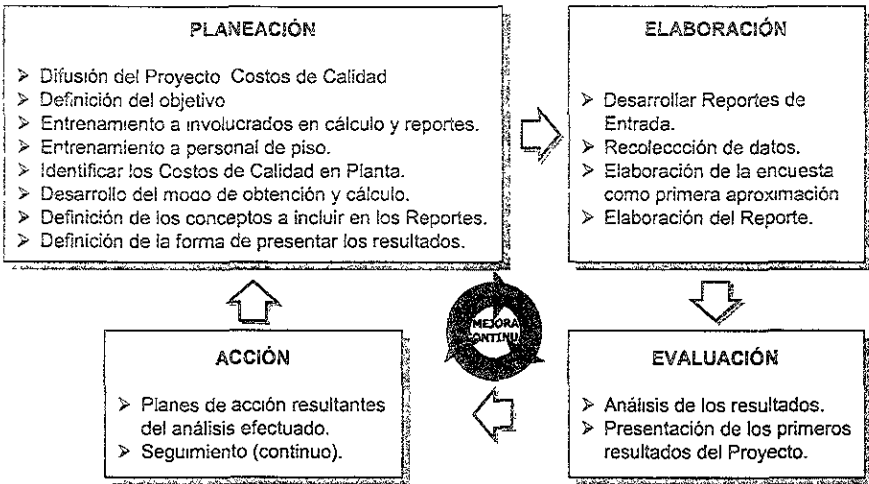 PLANEACIÓN
➢ Difusión del Proyecto Costos de Calidad
➢ Definición del objetivo
➢ Entrenamiento a involucrados en cálculo y reportes.
➢ Entrenamiento a personal de piso.
➢ Identificar los Costos de Calidad en Planta.
➢ Desarrollo del modo de obtención y cálculo.
➢ Definición de los conceptos a incluir en los Reportes.
➢ Definición de la forma de presentar los resultados.
ELABORACIÓN
➢ Desarrollar Reportes de
Entrada.
➢ Recolescción de datos.
➢ Elaboración de la encuesta
como primera aproximación
➢ Elaboración del Reporte.
MEJORA
CONTINU
ACCIÓN
➢ Planes de acción resultantes
del análisis efectuado.
➢ Seguimiento (continuo).
EVALUACIÓN
➢ Análisis de los resultados.
➢ Presentación de los primeros
resultados del Proyecto.